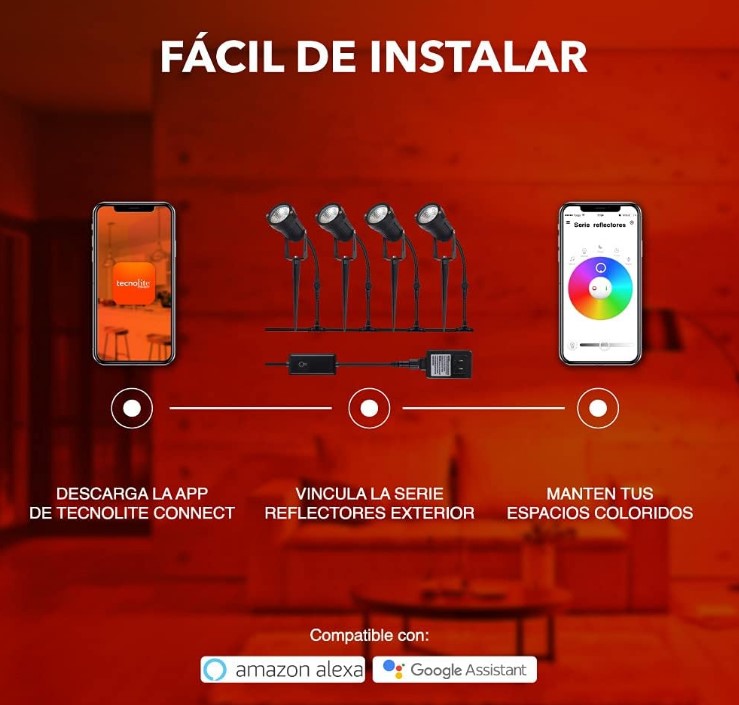 FÁCIL DE INSTALAR
tecnolite
Serie reflectores
DESCARGA LA APP
DE TECNOLITE CONNECT
VINCULA LA SERIE
REFLECTORES EXTERIOR
MANTEN TUS
ESPACIOS COLORIDOS
Compatible con:
amazon alexa
Google Assistant